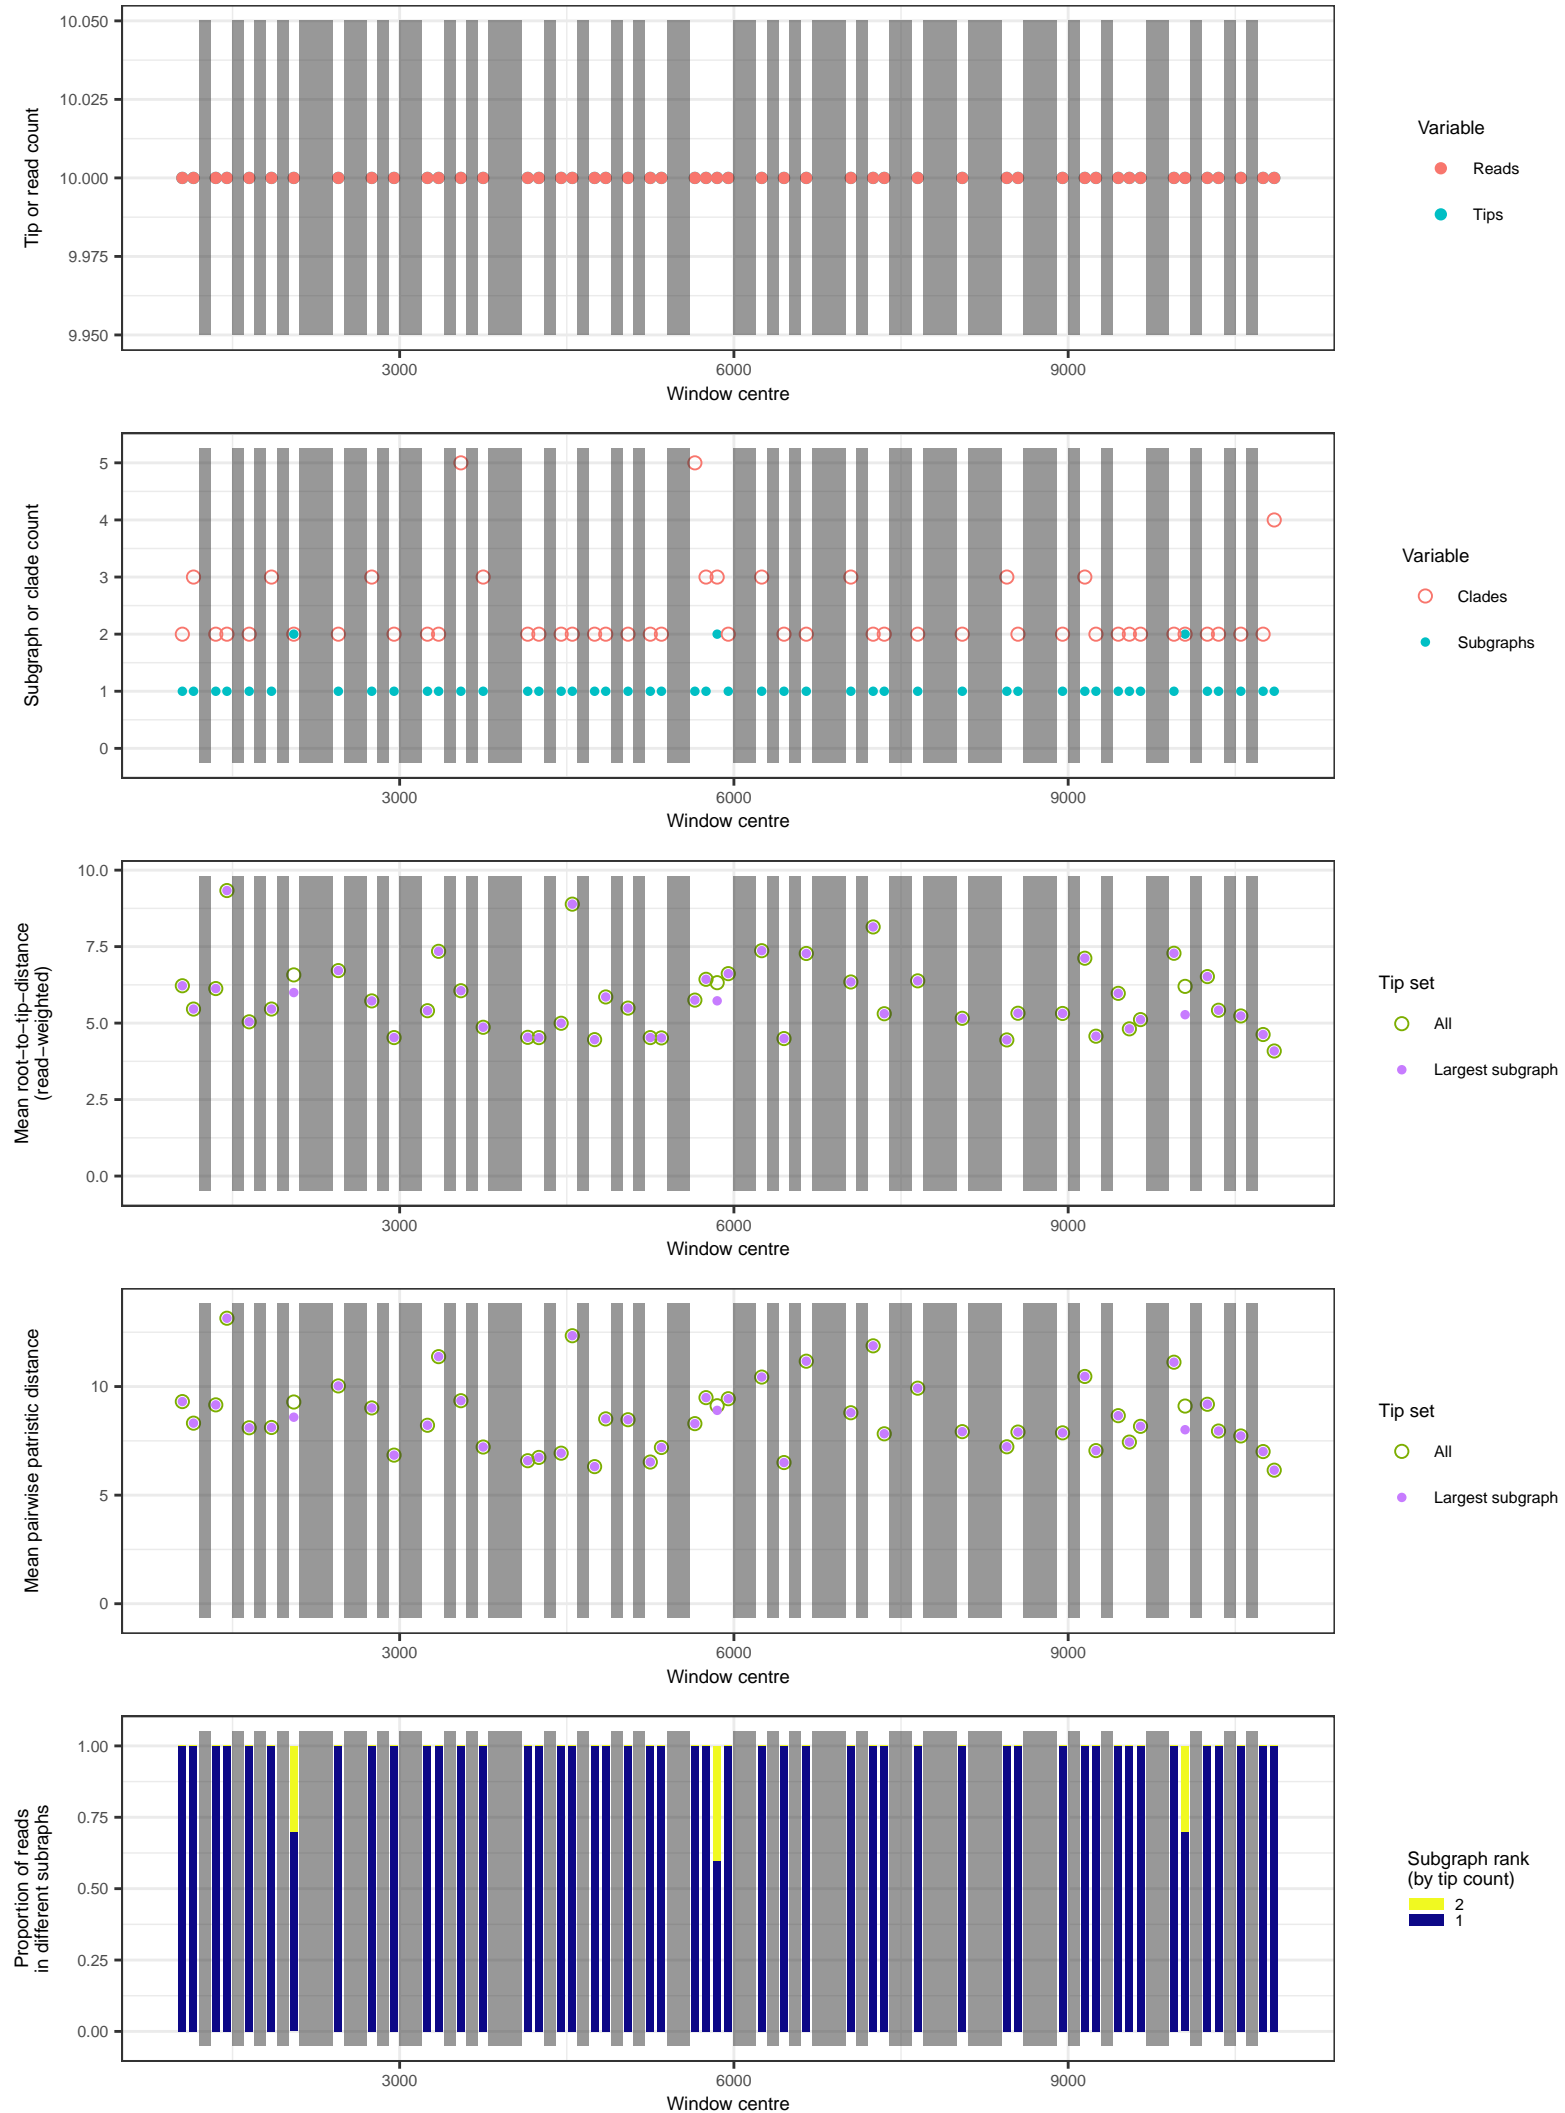 10.050
10.025
10.000
9.975
9.950
Tip or read count
3000
6000
9000
Window centre
Variable
Reads
Tips
5
4
3
2
1
0
Subgraph or clade count
3000
6000
9000
Window centre
Variable
Clades
Subgraphs
10.0
7.5
5.0
2.5
0.0
Mean root−to−tip−distance
(read−weighted)
3000
6000
9000
Window centre
Tip set
All
Largest subgraph
10
5
0
Mean pairwise patristic distance
3000
6000
9000
Window centre
Tip set
All
Largest subgraph
1.00
0.75
0.50
0.25
0.00
Proportion of reads
in different subraphs
3000
6000
9000
Window centre
Subgraph rank
(by tip count)
2
1